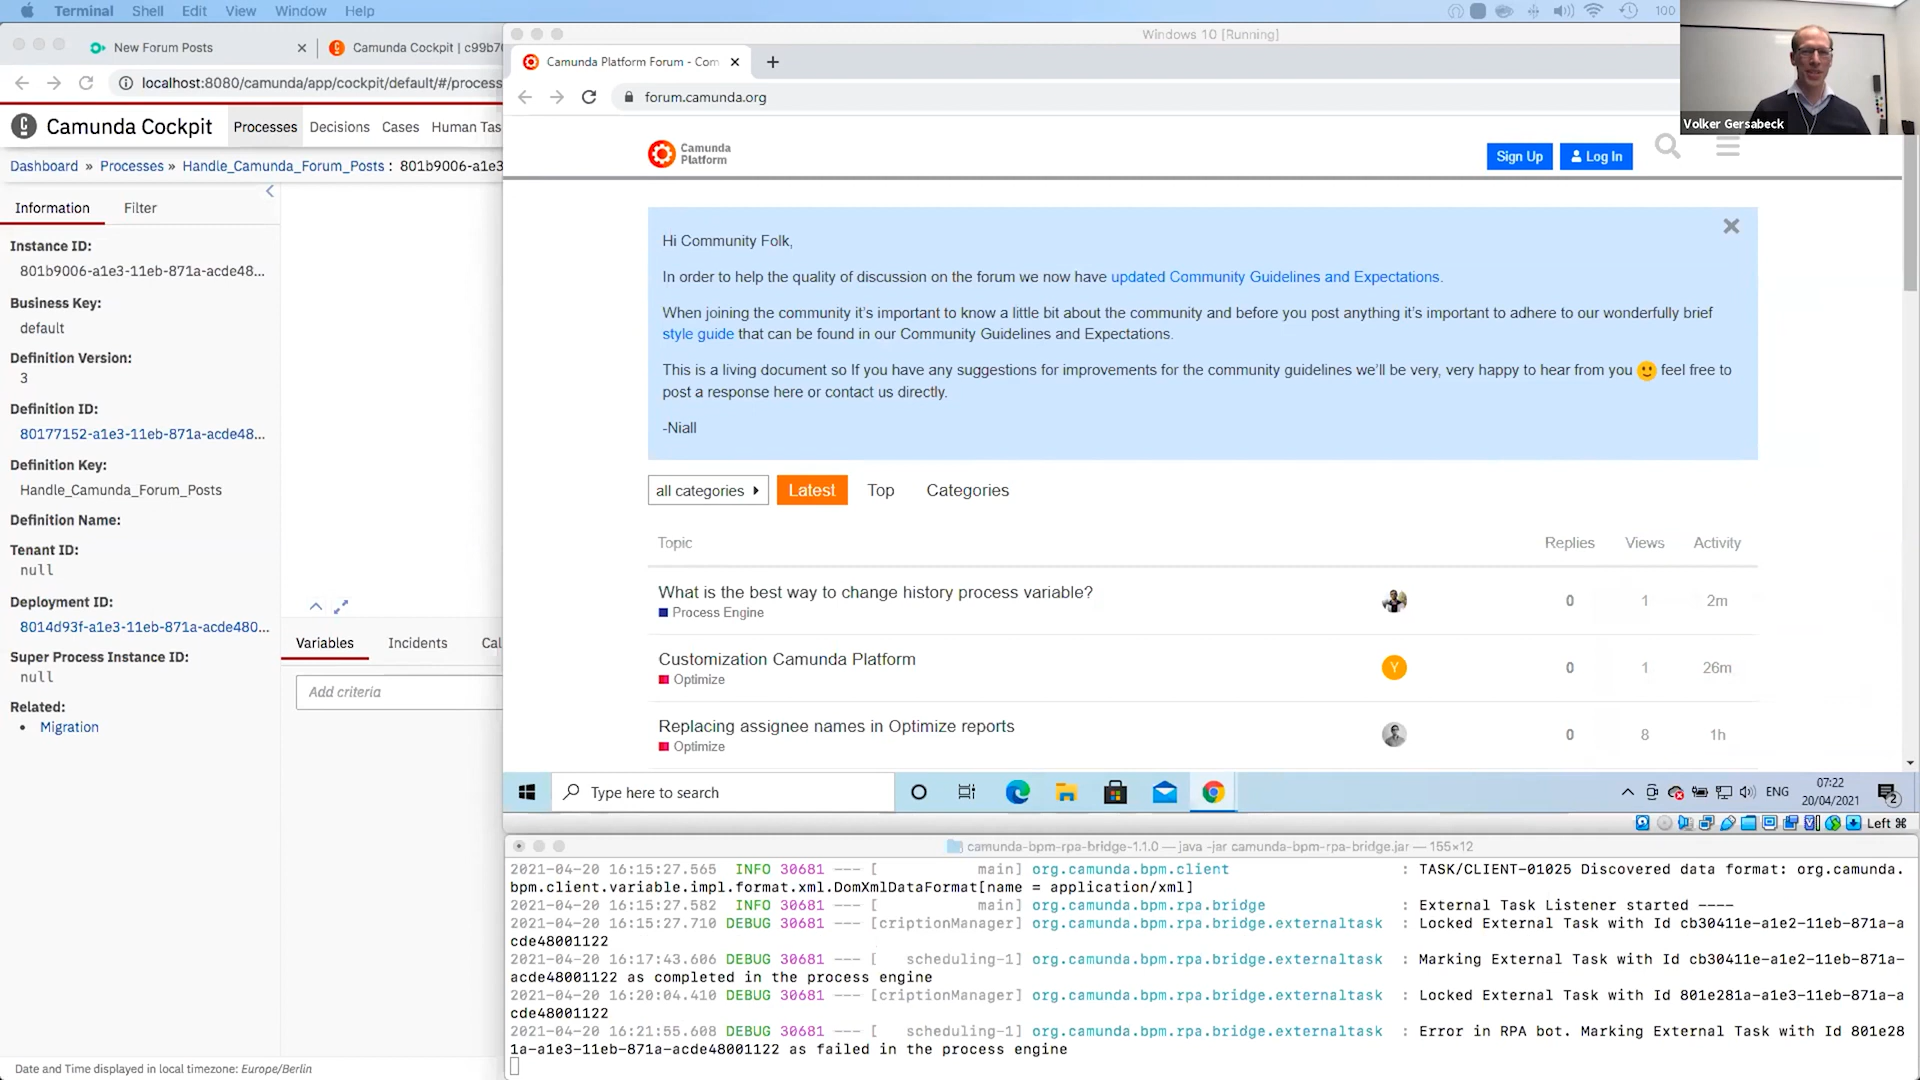 Terminal Shell Edit View Window Help 100
Windows 10 [Running]
New Forum Posts
Camunda Cockpit | c99b7
Camunda Platform Forum - Com
localhost:8080/camunda/app/cockpit/default/#/process
forum.camunda.org
Volker Gersabeck
Camunda Cockpit Processes Decisions Cases Human Tas
Camunda Platform
Sign Up Log In
Dashboard » Processes » Handle_Camunda_Forum_Posts : 801b9006-a1e3
Information Filter
Instance ID:
801b9006-a1e3-11eb-871a-acde48...
Business Key:
default
Definition Version:
3
Definition ID:
80177152-a1e3-11eb-871a-acde48...
Definition Key:
Handle_Camunda_Forum_Posts
Definition Name:
Tenant ID:
null
Deployment ID:
8014d93f-a1e3-11eb-871a-acde480...
Super Process Instance ID:
null
Related:
Migration
Variables Incidents Cal
Add criteria
Date and Time displayed in local timezone: Europe/Berlin
Hi Community Folk,
In order to help the quality of discussion on the forum we now have updated Community Guidelines and Expectations.
When joining the community it's important to know a little bit about the community and before you post anything it's important to adhere to our wonderfully brief
style guide that can be found in our Community Guidelines and Expectations.
This is a living document so If you have any suggestions for improvements for the community guidelines we'll be very, very happy to hear from you 🙂 feel free to
post a response here or contact us directly.
-Niall
all categories Latest Top Categories
Topic Replies Views Activity
What is the best way to change history process variable? 0 1 2m
Process Engine
Customization Camunda Platform Y 0 1 26m
Optimize
Replacing assignee names in Optimize reports 0 8 1h
Optimize
Type here to search
ENG
07:22
20/04/2021
2
Left ⌘
camunda-bpm-rpa-bridge-1.1.0 — java -jar camunda-bpm-rpa-bridge.jar — 155×12
2021-04-20 16:15:27.565 INFO 30681 --- [ main] org.camunda.bpm.client : TASK/CLIENT-01025 Discovered data format: org.camunda.
bpm.client.variable.impl.format.xml.DomXmlDataFormat[name = application/xml]
2021-04-20 16:15:27.582 INFO 30681 --- [ main] org.camunda.bpm.rpa.bridge : External Task Listener started ----
2021-04-20 16:15:27.710 DEBUG 30681 --- [criptionManager] org.camunda.bpm.rpa.bridge.externaltask : Locked External Task with Id cb30411e-a1e2-11eb-871a-a
cde48001122
2021-04-20 16:17:43.606 DEBUG 30681 --- [ scheduling-1] org.camunda.bpm.rpa.bridge.externaltask : Marking External Task with Id cb30411e-a1e2-11eb-871a-
acde48001122 as completed in the process engine
2021-04-20 16:20:04.410 DEBUG 30681 --- [criptionManager] org.camunda.bpm.rpa.bridge.externaltask : Locked External Task with Id 801e281a-a1e3-11eb-871a-a
cde48001122
2021-04-20 16:21:55.608 DEBUG 30681 --- [ scheduling-1] org.camunda.bpm.rpa.bridge.externaltask : Error in RPA bot. Marking External Task with Id 801e28
1a-a1e3-11eb-871a-acde48001122 as failed in the process engine